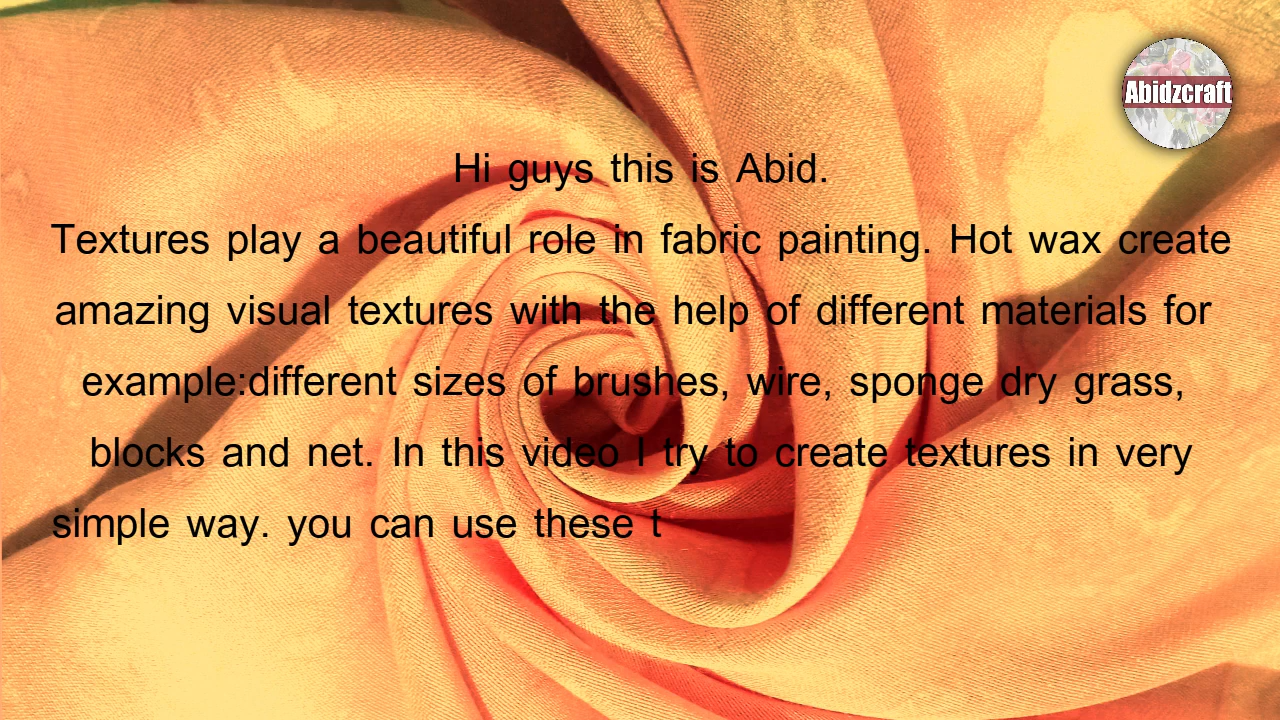 Abidzcraft
Hi guys this is Abid.
Textures play a beautiful role in fabric painting. Hot wax create
amazing visual textures with the help of different materials for
example:different sizes of brushes, wire, sponge dry grass,
blocks and net. In this video I try to create textures in very
simple way. you can use these t